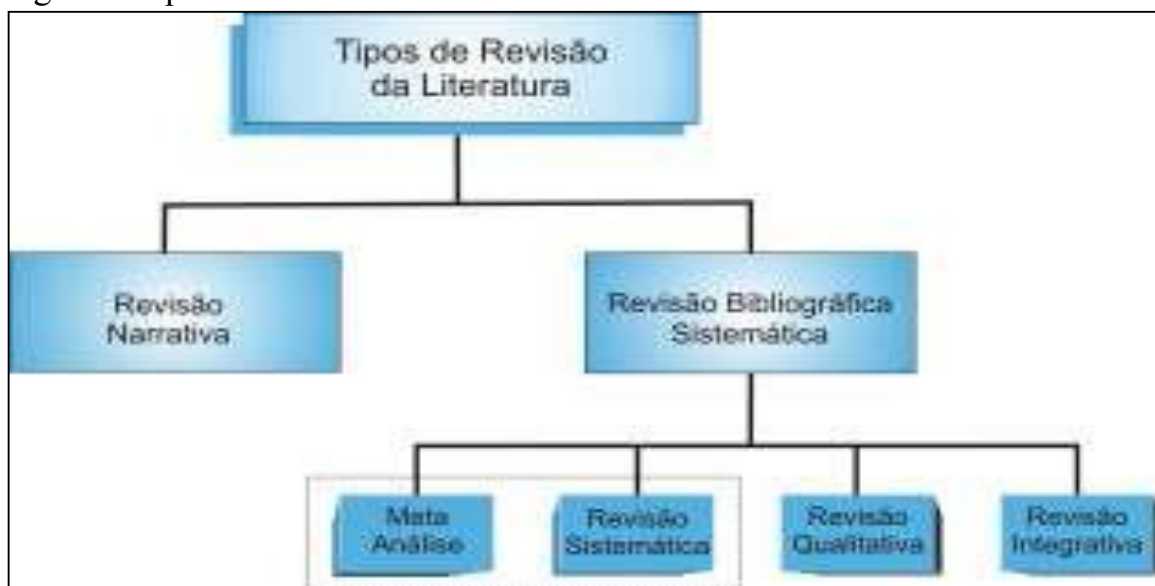 Tipos de Revisão
da Literatura
Revisão
Narrativa
Revisão Bibliográfica
Sistemática
Meta
Análise
Revisão
Sistemática
Revisão
Qualitativa
Revisão
Integrativa